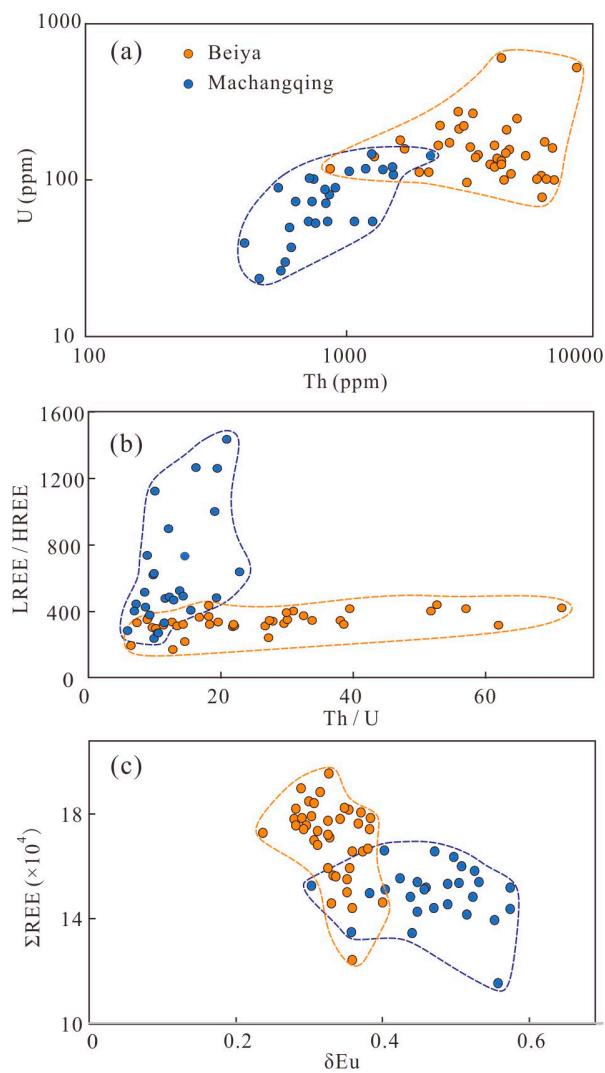 1000
(a)
Beiya
Machangqing
U (ppm)
100
10
100
1000
10000
Th (ppm)
1600
(b)
1200
LREE / HREE
800
400
0
0
20
40
60
Th / U
(c)
18
ΣREE (×10⁴)
14
10
0
0.2
0.4
0.6
δEu